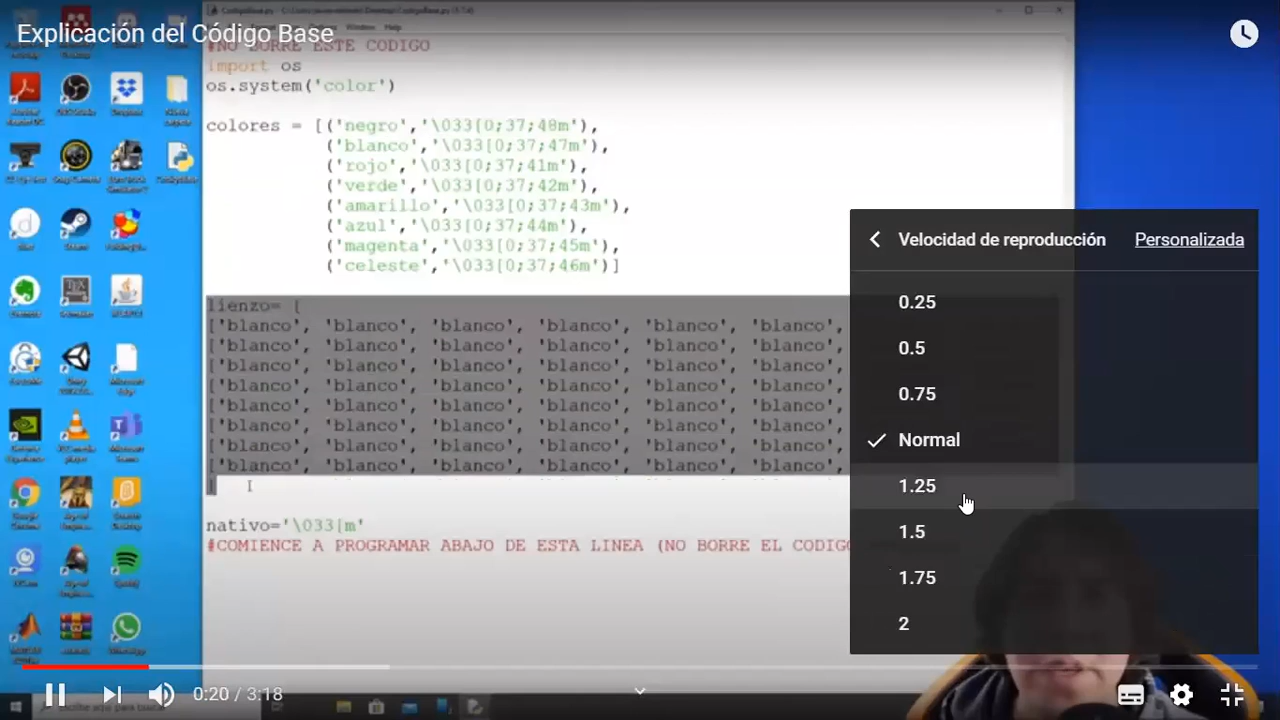 Explicación del Código Base
#NO BORRE ESTE CODIGO
import os
os.system('color')
colores = [('negro','\033[0;37;48m'),
('blanco','\033[0;37;47m'),
('rojo','\033[0;37;41m'),
('verde','\033[0;37;42m'),
('amarillo','\033[0;37;43m'),
('azul','\033[0;37;44m'),
('magenta','\033[0;37;45m'),
('celeste','\033[0;37;46m')]
lienzo= [
['blanco', 'blanco', 'blanco', 'blanco', 'blanco', 'blanco',
['blanco', 'blanco', 'blanco', 'blanco', 'blanco', 'blanco',
['blanco', 'blanco', 'blanco', 'blanco', 'blanco', 'blanco',
['blanco', 'blanco', 'blanco', 'blanco', 'blanco', 'blanco',
['blanco', 'blanco', 'blanco', 'blanco', 'blanco', 'blanco',
['blanco', 'blanco', 'blanco', 'blanco', 'blanco', 'blanco',
['blanco', 'blanco', 'blanco', 'blanco', 'blanco', 'blanco',
['blanco', 'blanco', 'blanco', 'blanco', 'blanco', 'blanco',
]
nativo='\033[m'
#COMIENCE A PROGRAMAR ABAJO DE ESTA LINEA (NO BORRE EL CODIGO
Velocidad de reproducción Personalizada
0.25
0.5
0.75
Normal
1.25
1.5
1.75
2
0:20 / 3:18